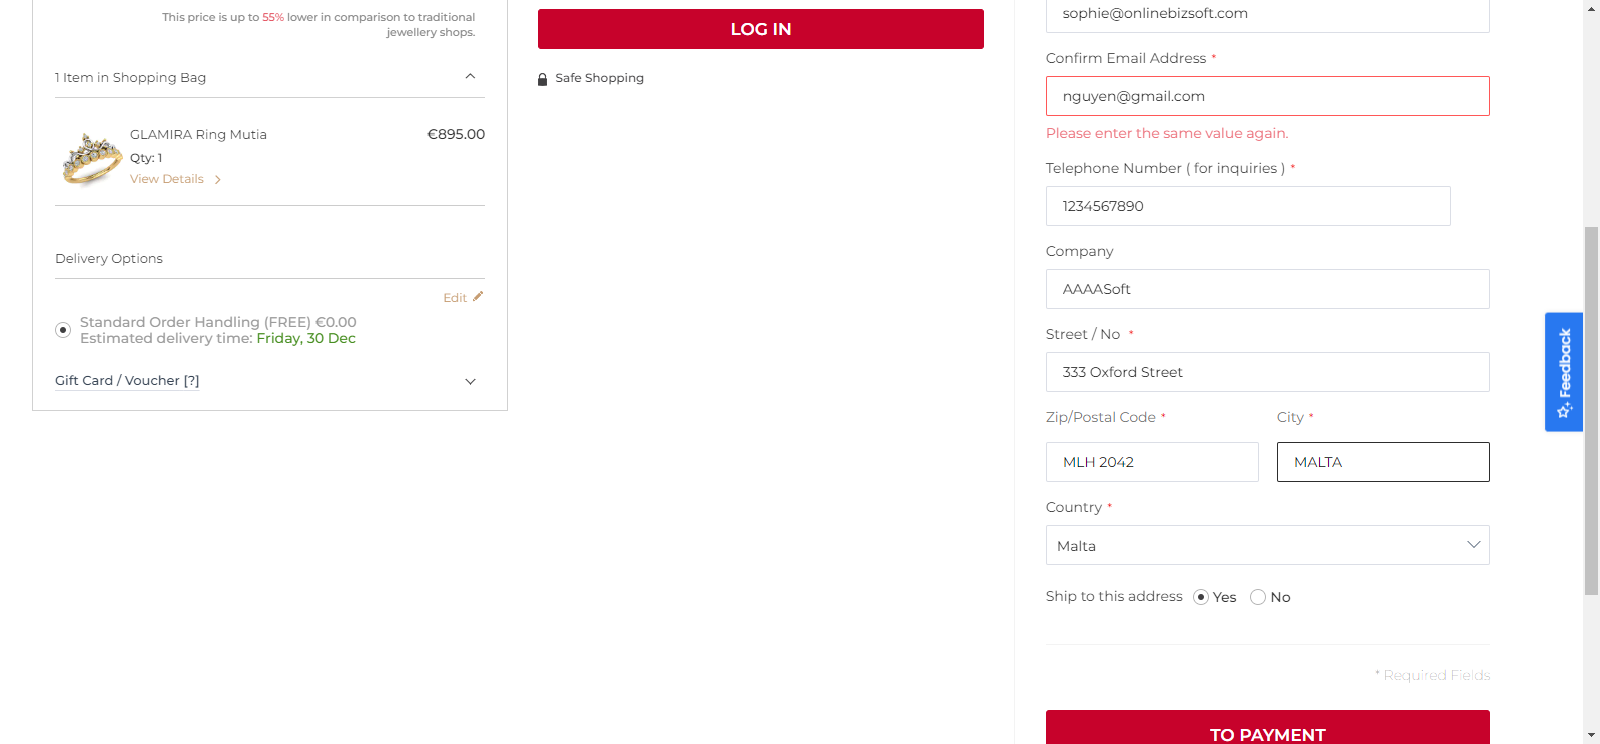 This price is up to 55% lower in comparison to traditional
jewellery shops.
1 Item in Shopping Bag
GLAMIRA Ring Mutia
€895.00
Qty: 1
View Details
Delivery Options
Edit
Standard Order Handling (FREE) €0.00
Estimated delivery time: Friday, 30 Dec
Gift Card / Voucher [?]
LOG IN
Safe Shopping
sophie@onlinebizsoft.com
Confirm Email Address *
nguyen@gmail.com
Please enter the same value again.
Telephone Number ( for inquiries ) *
1234567890
Company
AAAASoft
Street / No *
333 Oxford Street
Zip/Postal Code *
City *
MLH 2042
MALTA
Country *
Malta
Ship to this address
Yes
No
* Required Fields
TO PAYMENT
Feedback